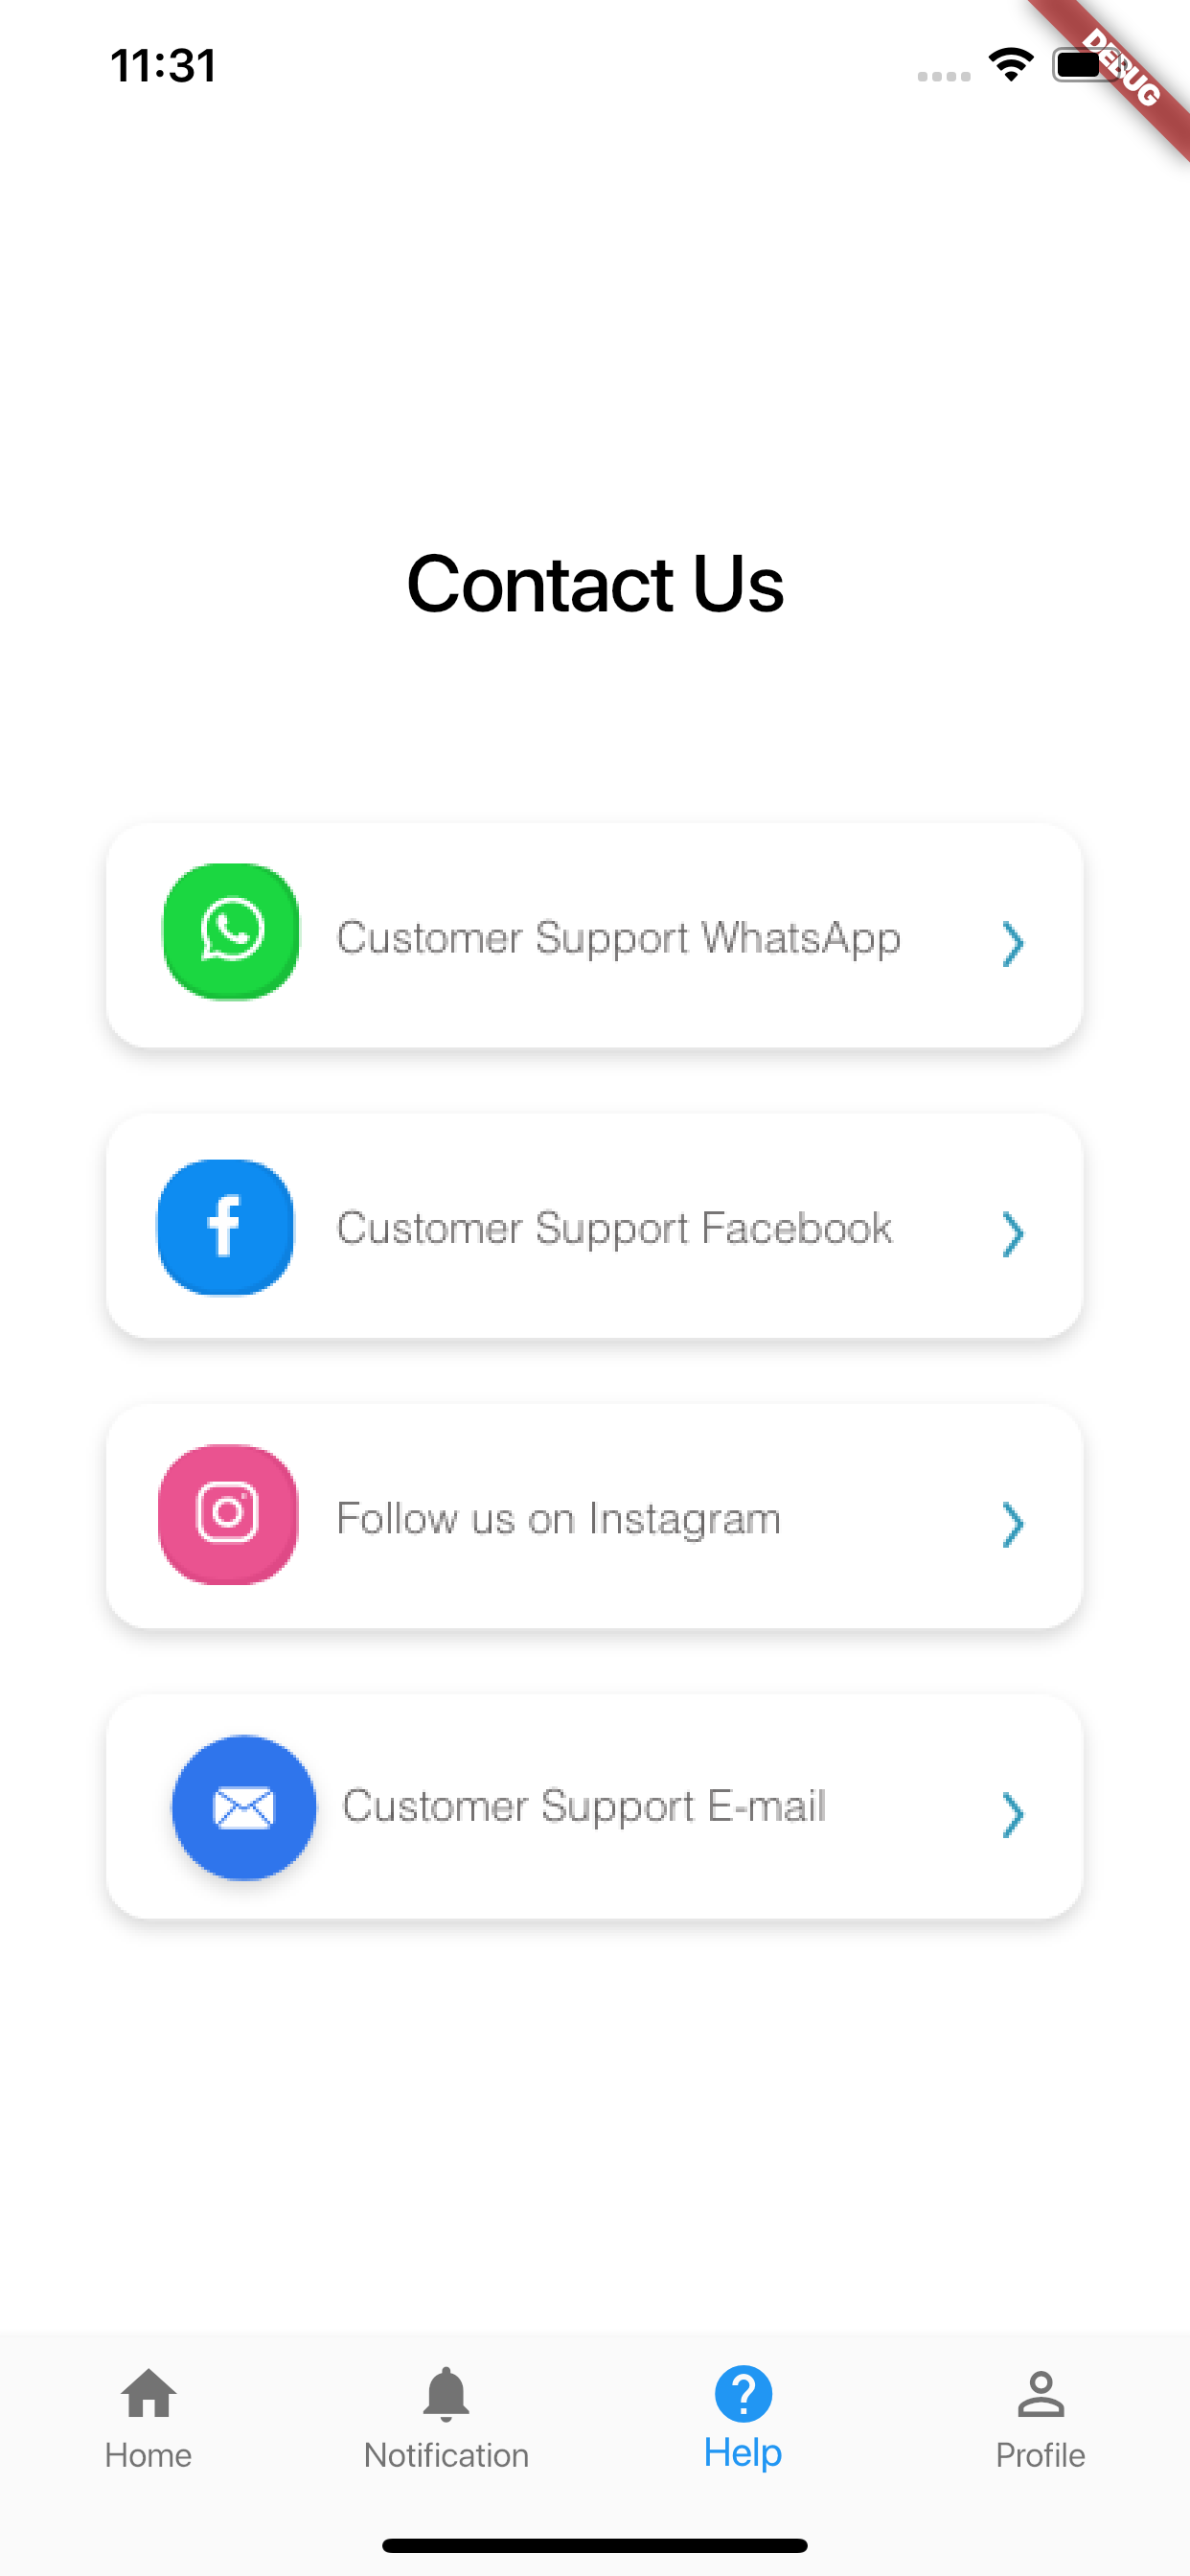 11:31
DEBUG
Contact Us
Customer Support WhatsApp
Customer Support Facebook
Follow us on Instagram
Customer Support E-mail
Home
Notification
Help
Profile